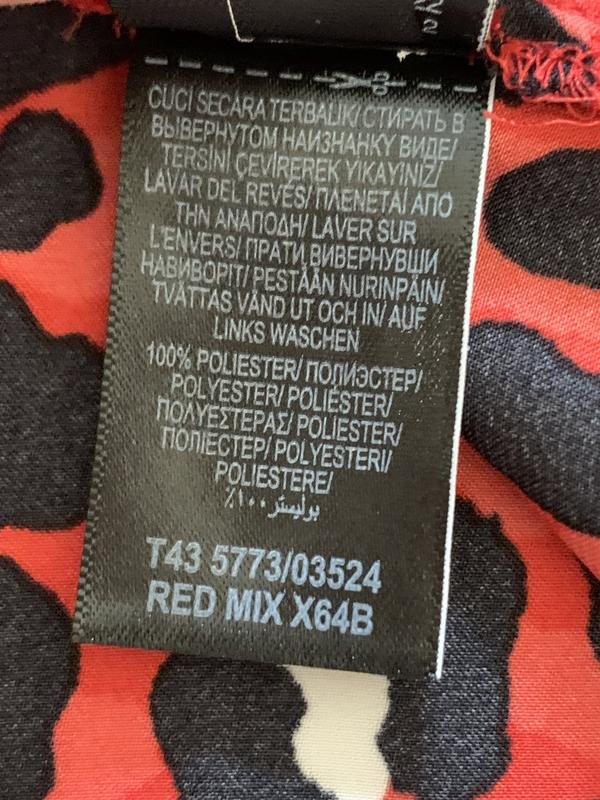 CUCI SECARA TERBALIK/ СТИРАТЬ В
ВЫВЕРНУТОМ НАИЗНАНКУ ВИДЕ/
TERSİNİ ÇEVİREREK YIKAYINIZ/
LAVAR DEL REVÉS/ ΠΛΕΝΕΤΑΙ ΑΠΟ
ΤΗΝ ΑΝΑΠΟΔΗ/ LAVER SUR
L'ENVERS/ ПРАТИ ВИВЕРНУВШИ
НАВИВОРІТ/ PESTÄÄN NURINPÄIN/
TVÄTTAS VÄND UT OCH IN/ AUF
LINKS WASCHEN
100% POLIESTER/ ПОЛИЭСТЕР/
POLYESTER/ POLIÉSTER/
ΠΟΛΥΕΣΤΕΡΑΣ/ POLIESTER/
ПОЛІЕСТЕР/ POLYESTERI/
POLIESTERE/
بوليستر ١٠٠٪
T43 5773/03524
RED MIX X64B